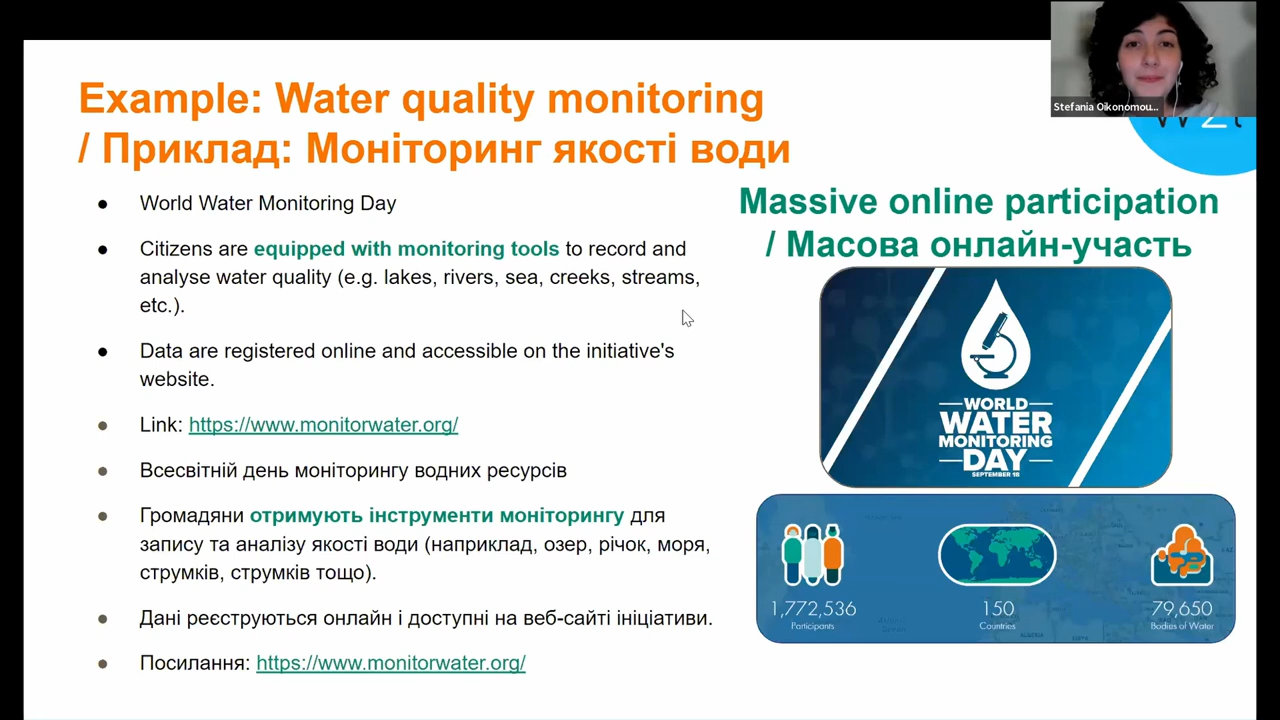 Example: Water quality monitoring
/ Приклад: Моніторинг якості води
Stefania Oikonomou...
● World Water Monitoring Day
● Citizens are equipped with monitoring tools to record and
analyse water quality (e.g. lakes, rivers, sea, creeks, streams,
etc.).
● Data are registered online and accessible on the initiative's
website.
● Link: https://www.monitorwater.org/
● Всесвітній день моніторингу водних ресурсів
● Громадяни отримують інструменти моніторингу для
запису та аналізу якості води (наприклад, озер, річок, моря,
струмків, струмків тощо).
● Дані реєструються онлайн і доступні на веб-сайті ініціативи.
● Посилання: https://www.monitorwater.org/
Massive online participation
/ Масова онлайн-участь
WORLD
WATER
MONITORING
DAY
SEPTEMBER 18
1,772,536
Participants
150
Countries
79,650
Bodies of Water